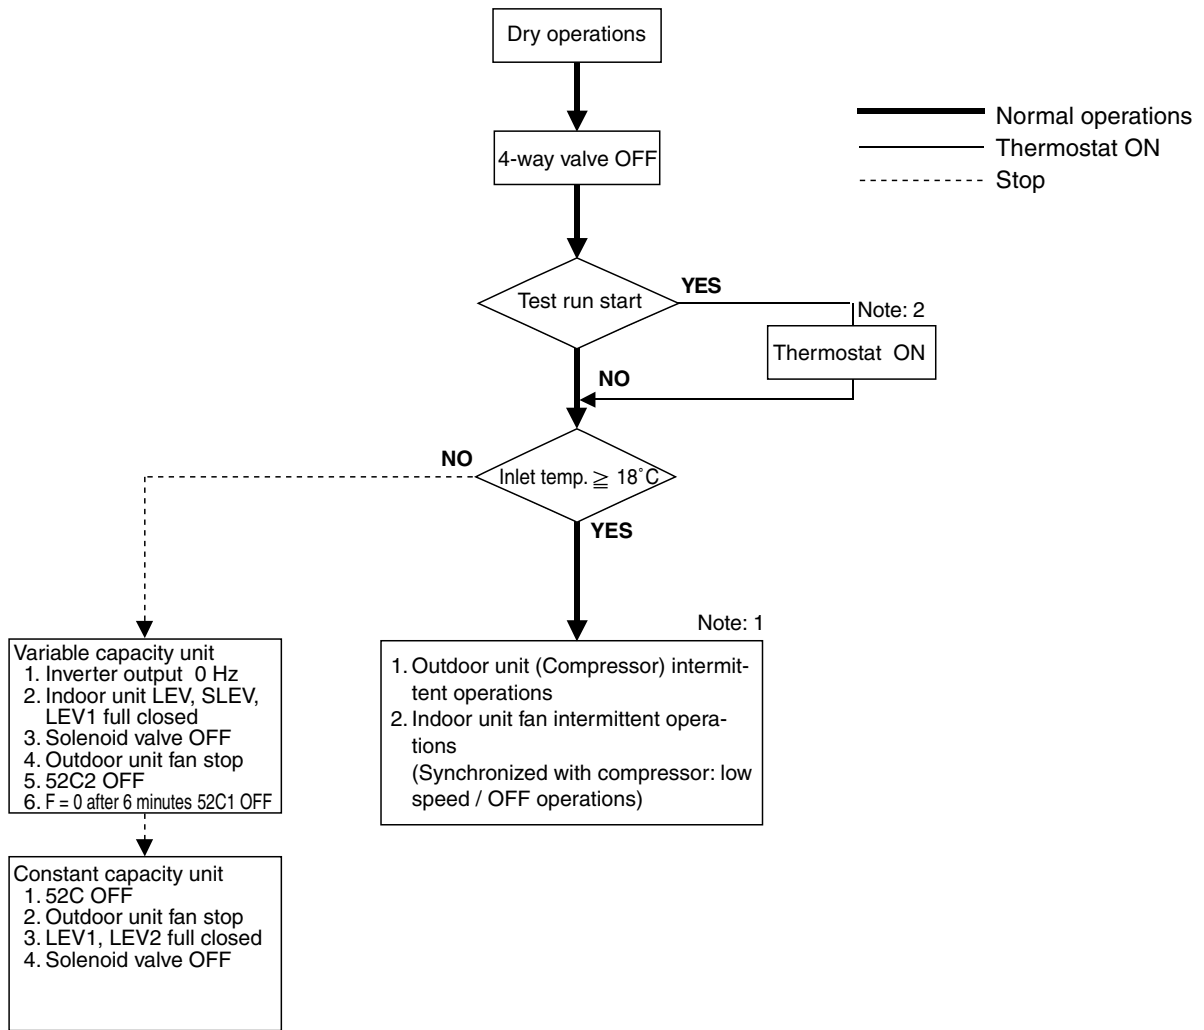 Dry operations
Normal operations
Thermostat ON
Stop
4-way valve OFF
Test run start
YES
Note: 2
Thermostat ON
NO
NO
Inlet temp. ≧ 18˚C
YES
Note: 1
Variable capacity unit
1. Inverter output 0 Hz
2. Indoor unit LEV, SLEV,
LEV1 full closed
3. Solenoid valve OFF
4. Outdoor unit fan stop
5. 52C2 OFF
6. F = 0 after 6 minutes 52C1 OFF
1. Outdoor unit (Compressor) intermit-
tent operations
2. Indoor unit fan intermittent opera-
tions
(Synchronized with compressor: low
speed / OFF operations)
Constant capacity unit
1. 52C OFF
2. Outdoor unit fan stop
3. LEV1, LEV2 full closed
4. Solenoid valve OFF